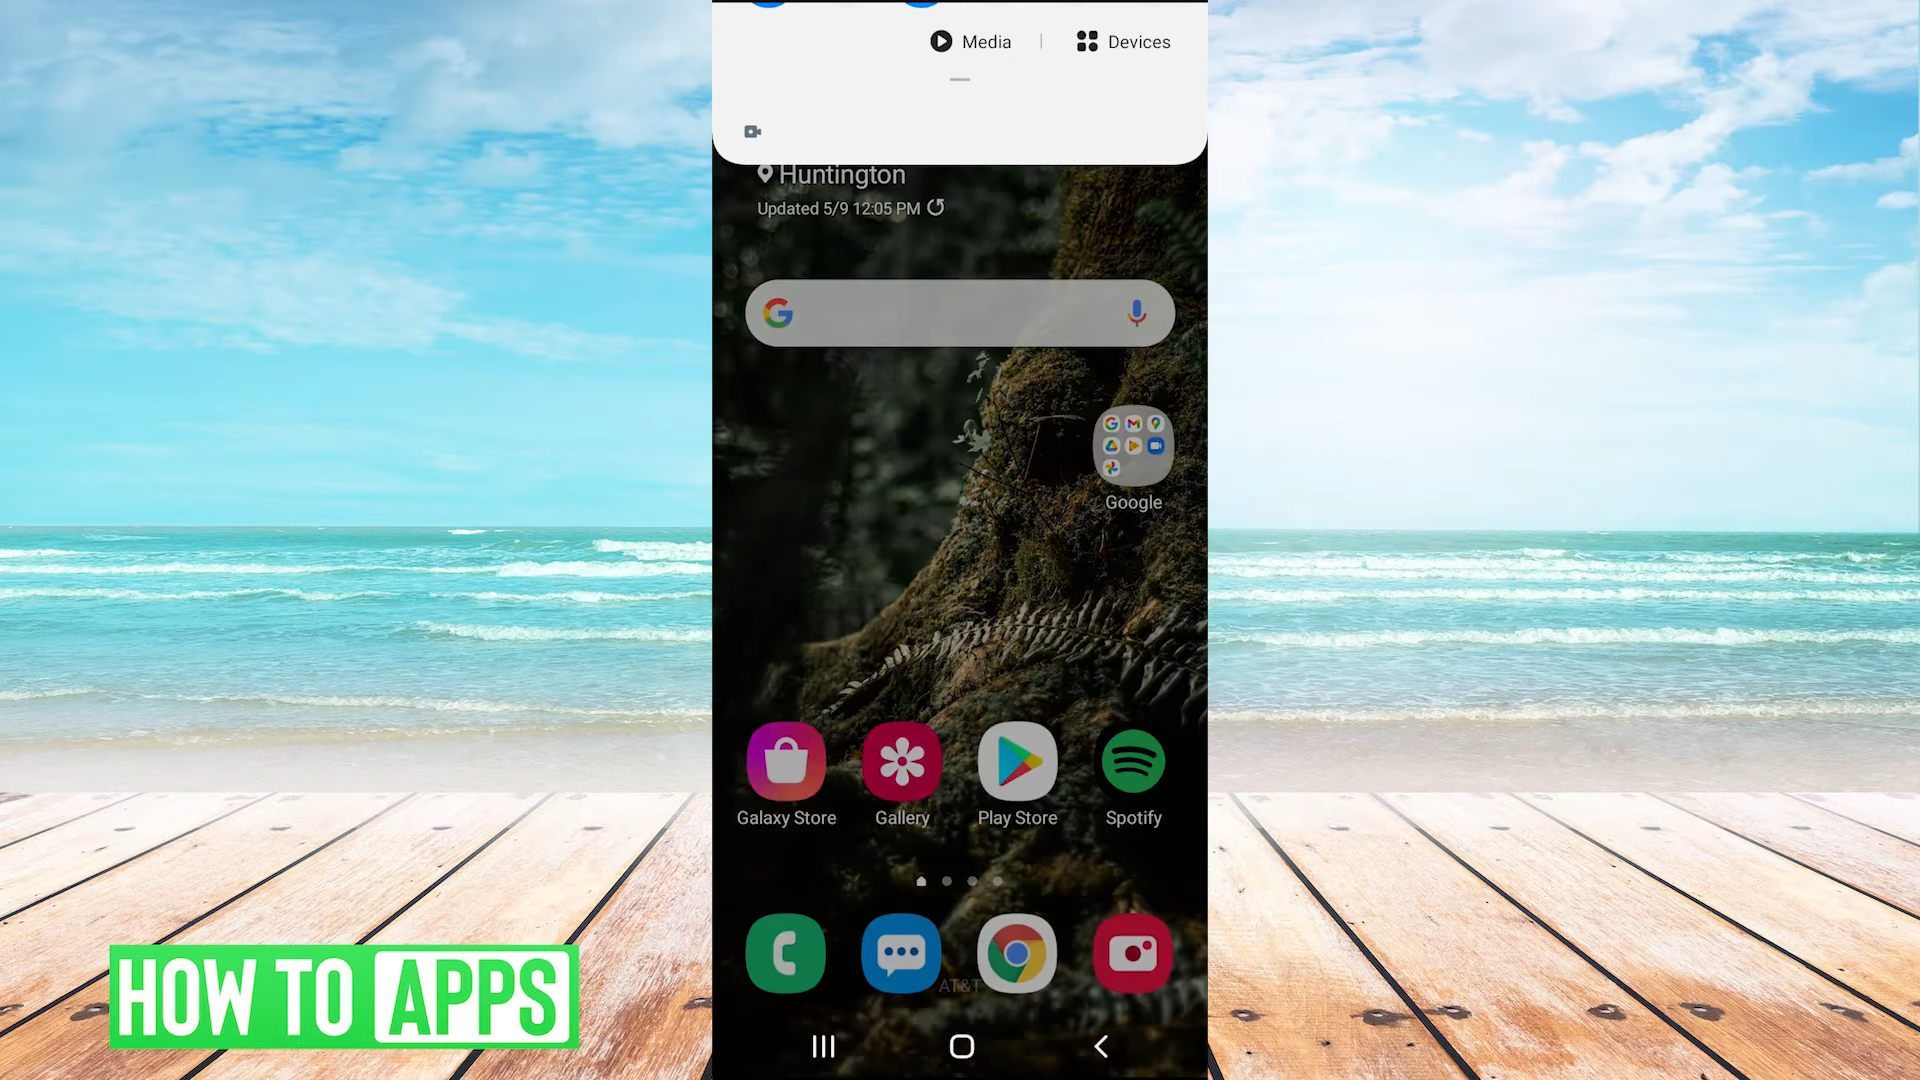 Media | Devices
Huntington
Updated 5/9 12:05 PM
Google
Galaxy Store Gallery Play Store Spotify
AT&T
HOW TO APPS